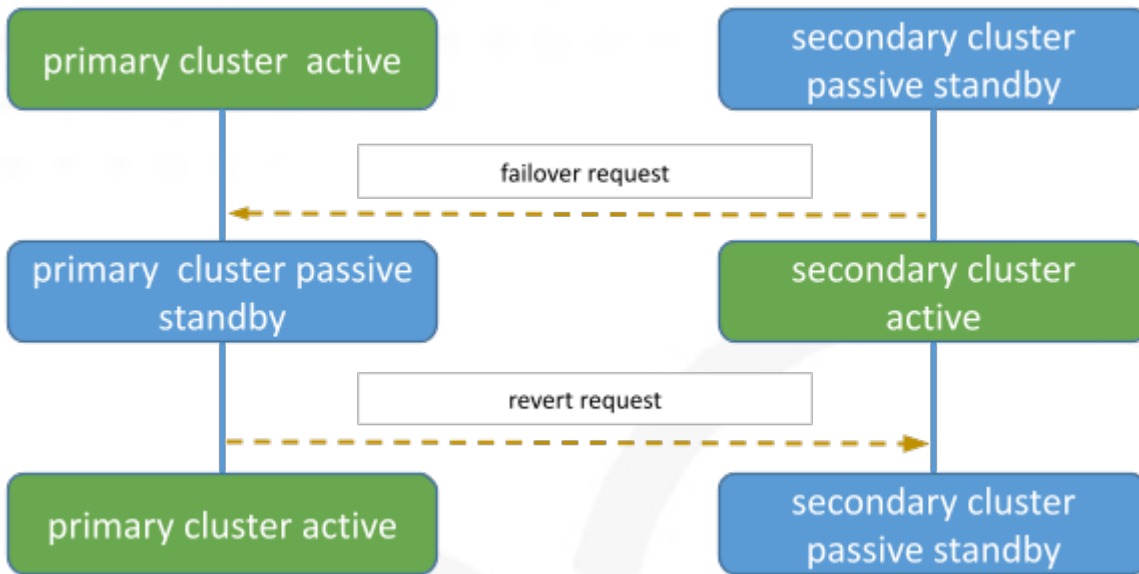 primary cluster  active
secondary cluster
passive standby
failover request
primary  cluster passive
standby
secondary cluster
active
revert request
primary cluster active
secondary cluster
passive standby